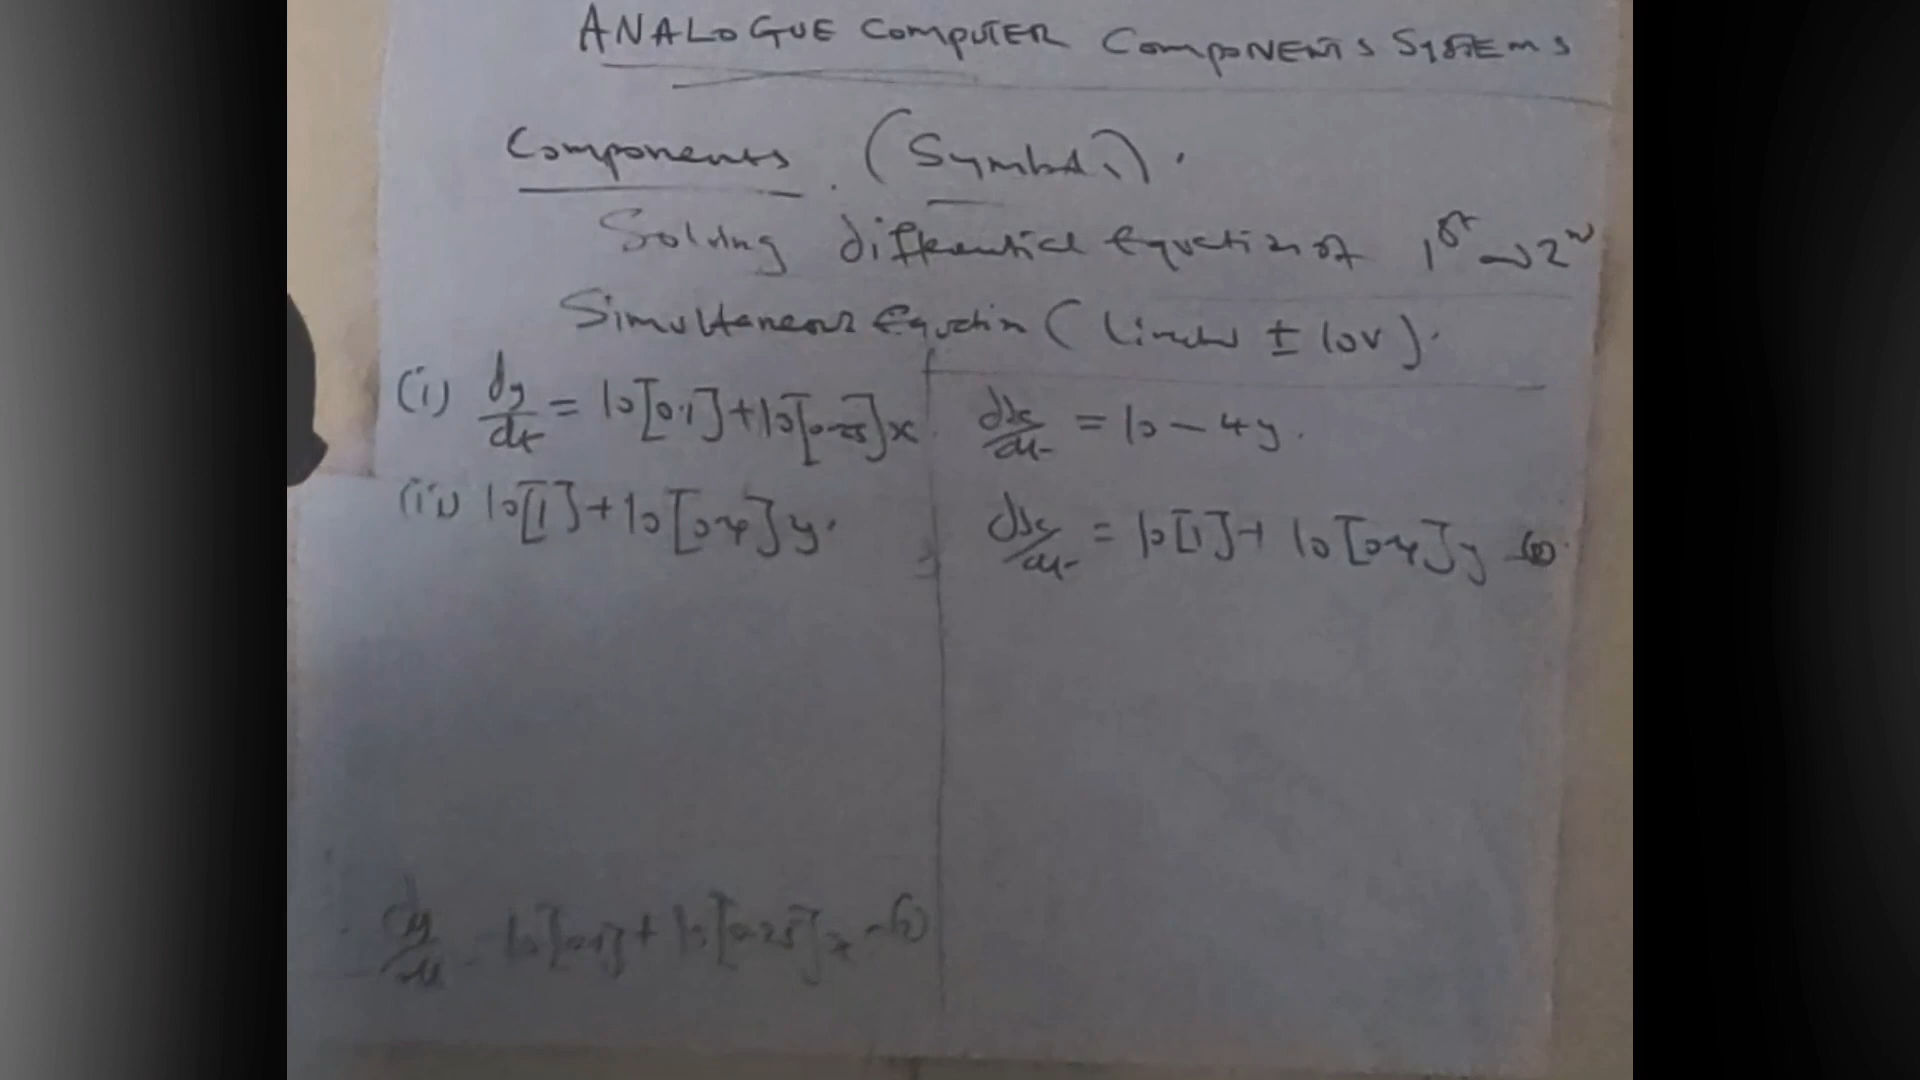 ANALOGUE COMPUTER COMPONENTS SYSTEMS
Components (Symbols).
Solving differential Equation of 1st 2n
Simultaneous Equation (Linear ± 10V).
(i) dy/dt = 10[0.1] + 10[0.25]x
(ii) 10[1] + 10[0.4]y.
dy/dt = 10[0.1] + 10[0.25]x
dx/dt = 10 - 4y.
dx/dt = 10[1] + 10[0.4]y